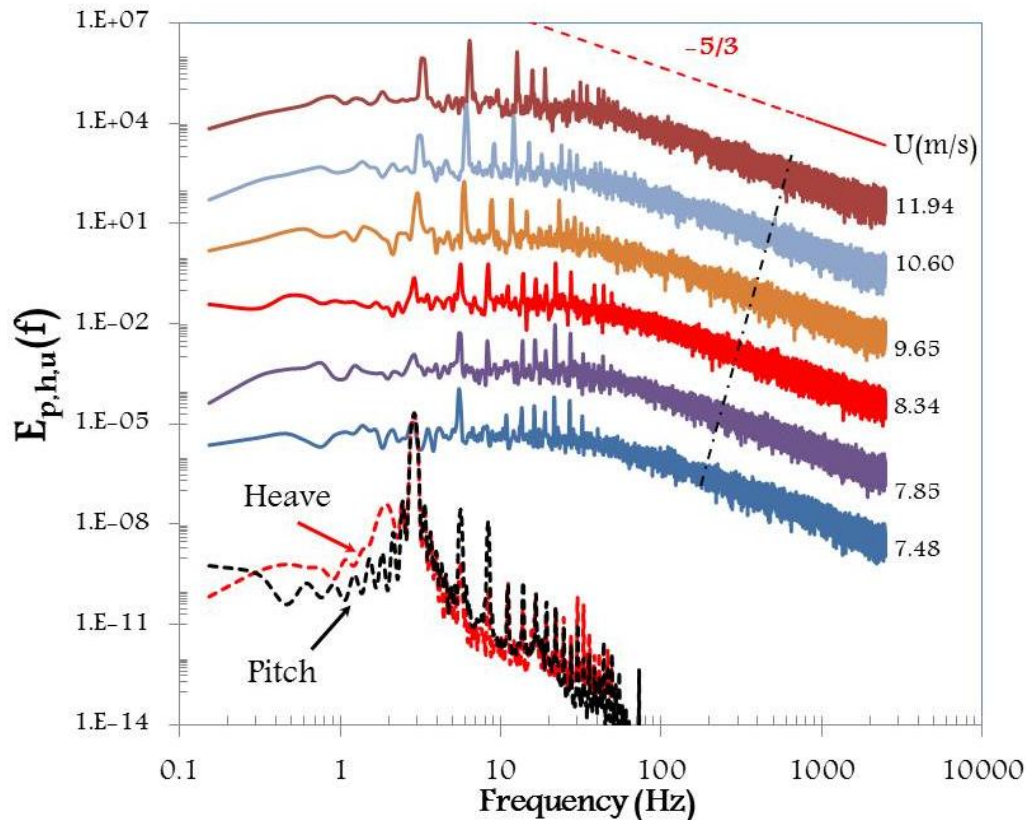 1.E+07
-5/3
1.E+04
U(m/s)
11.94
1.E+01
10.60
9.65
1.E-02
8.34
1.E-05
7.85
Heave
1.E-08
7.48
1.E-11
Pitch
1.E-14
E_p,h,u(f)
0.1 1 10 100 1000 10000
Frequency (Hz)